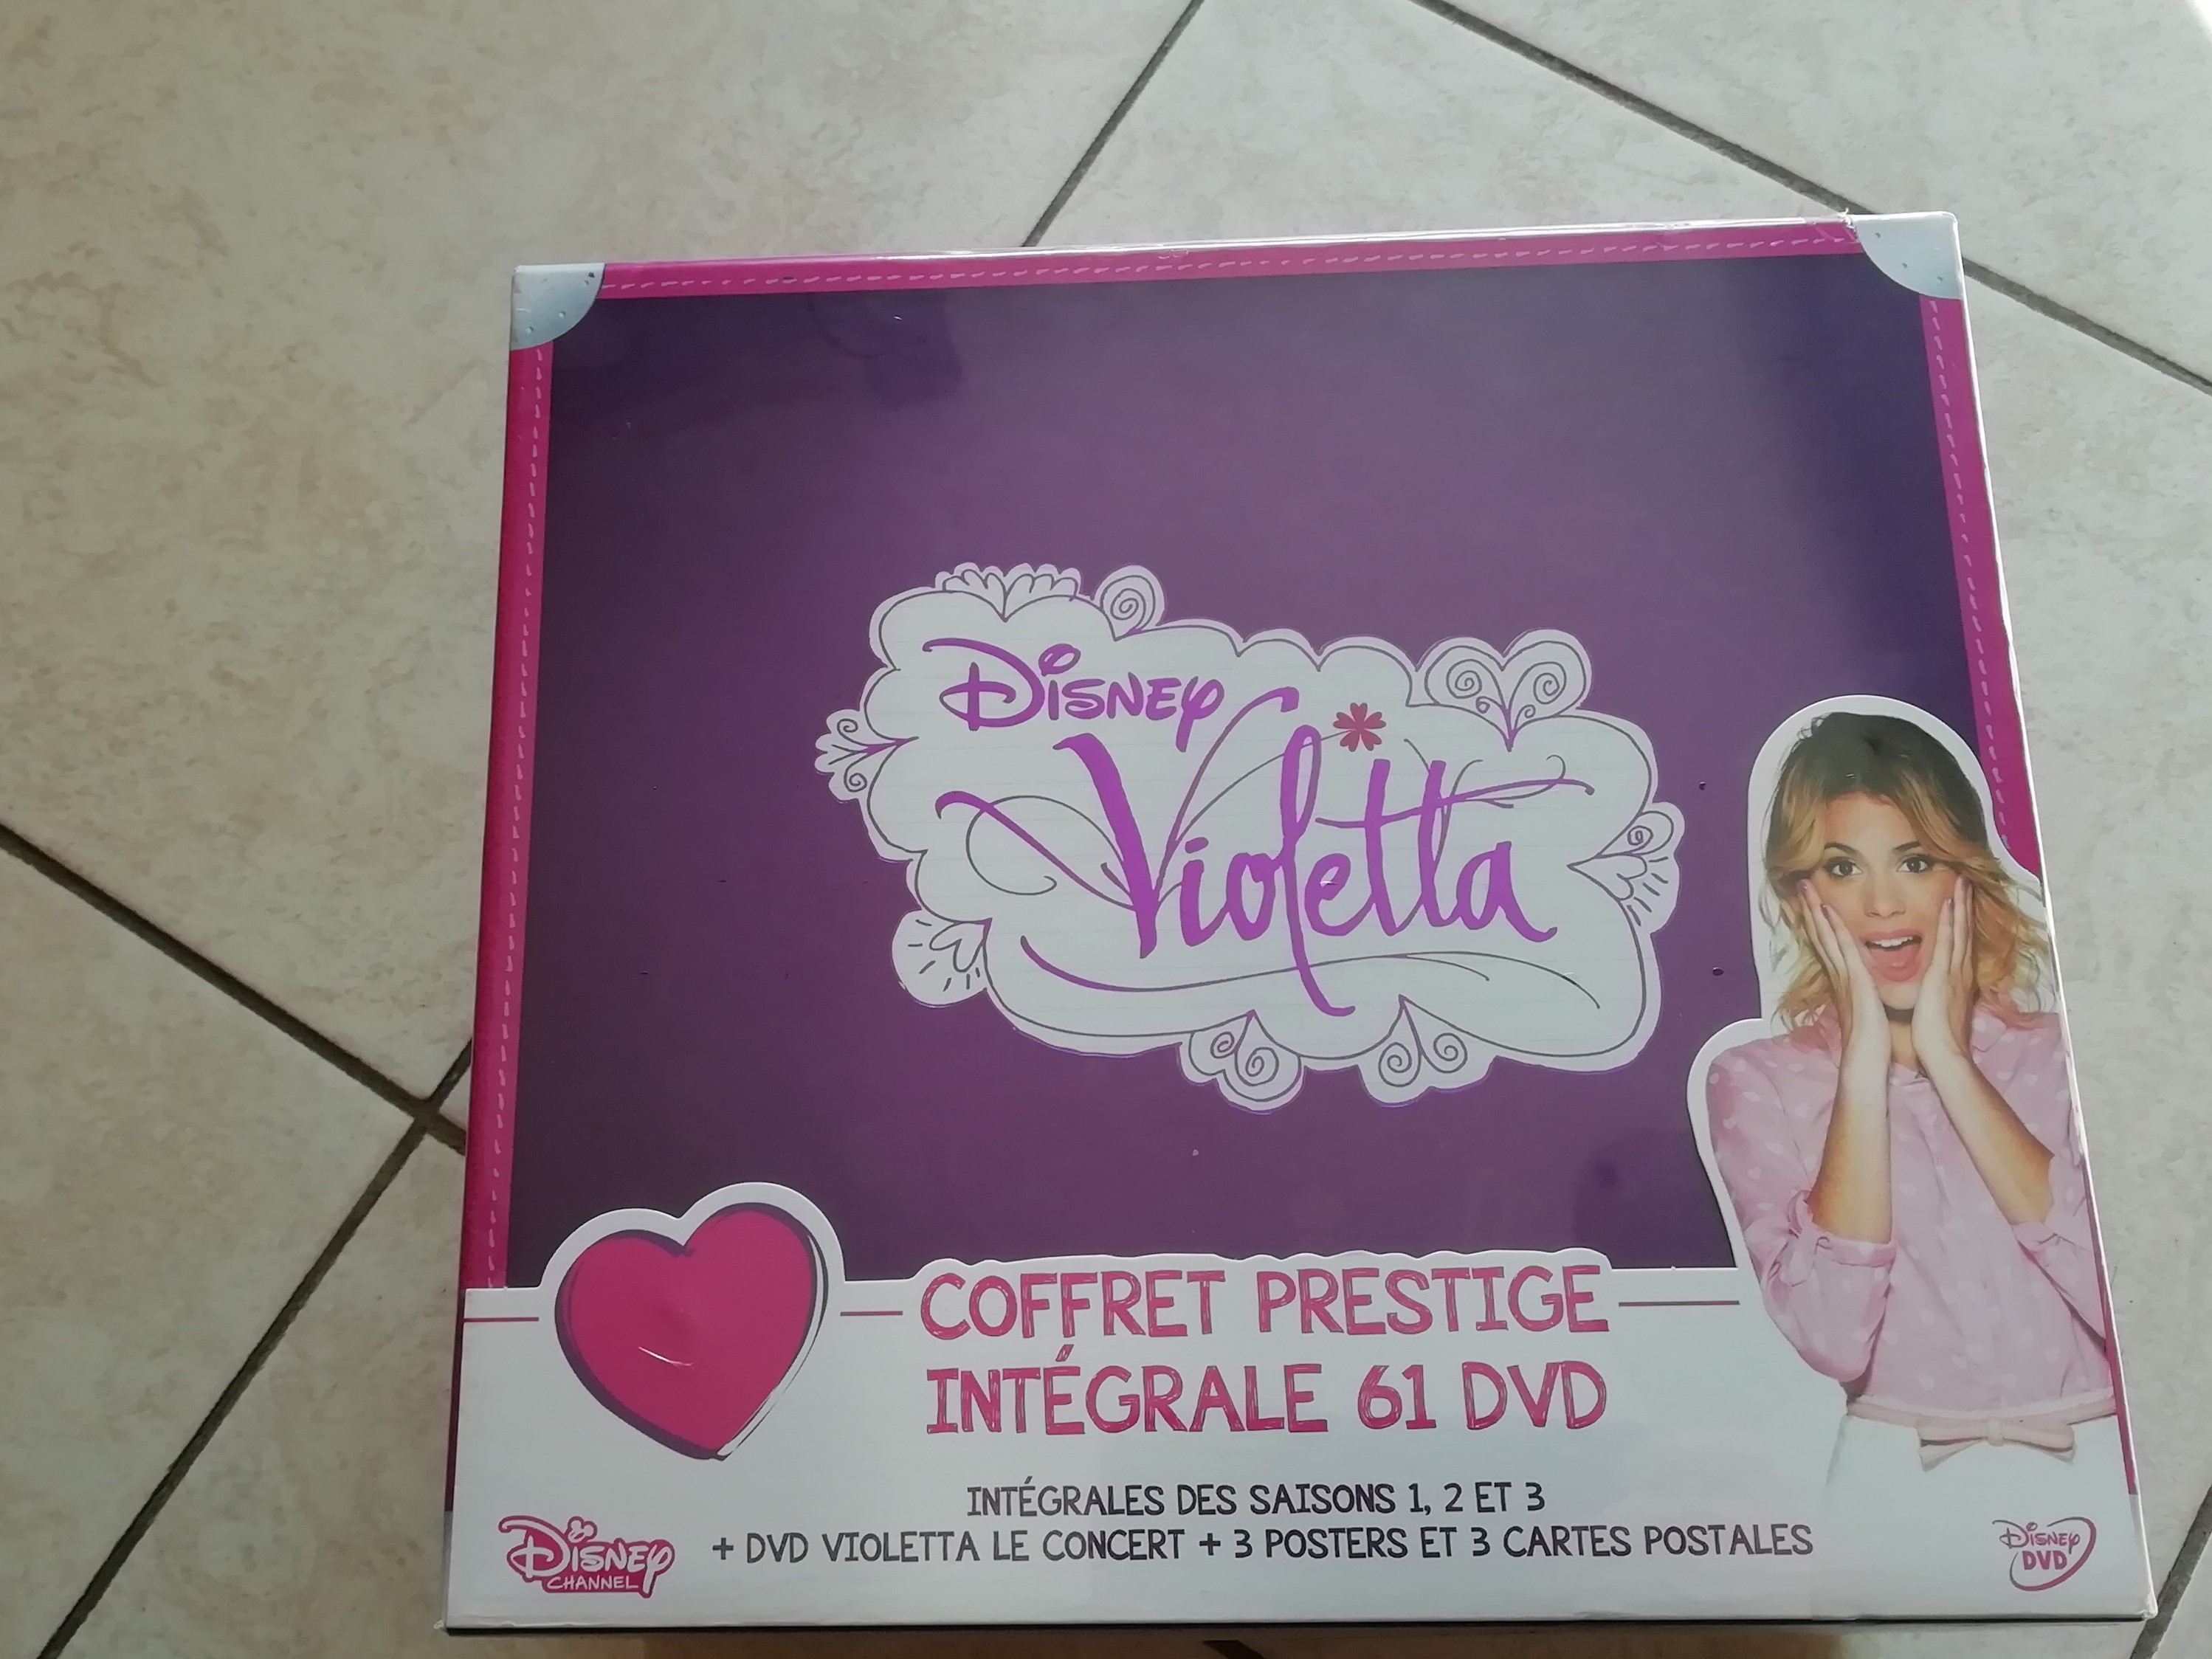 DISNEY
Violetta
COFFRET PRESTIGE
INTÉGRALE 61 DVD
INTÉGRALES DES SAISONS 1, 2 ET 3
+ DVD VIOLETTA LE CONCERT + 3 POSTERS ET 3 CARTES POSTALES
DISNEY
CHANNEL
DISNEY
DVD